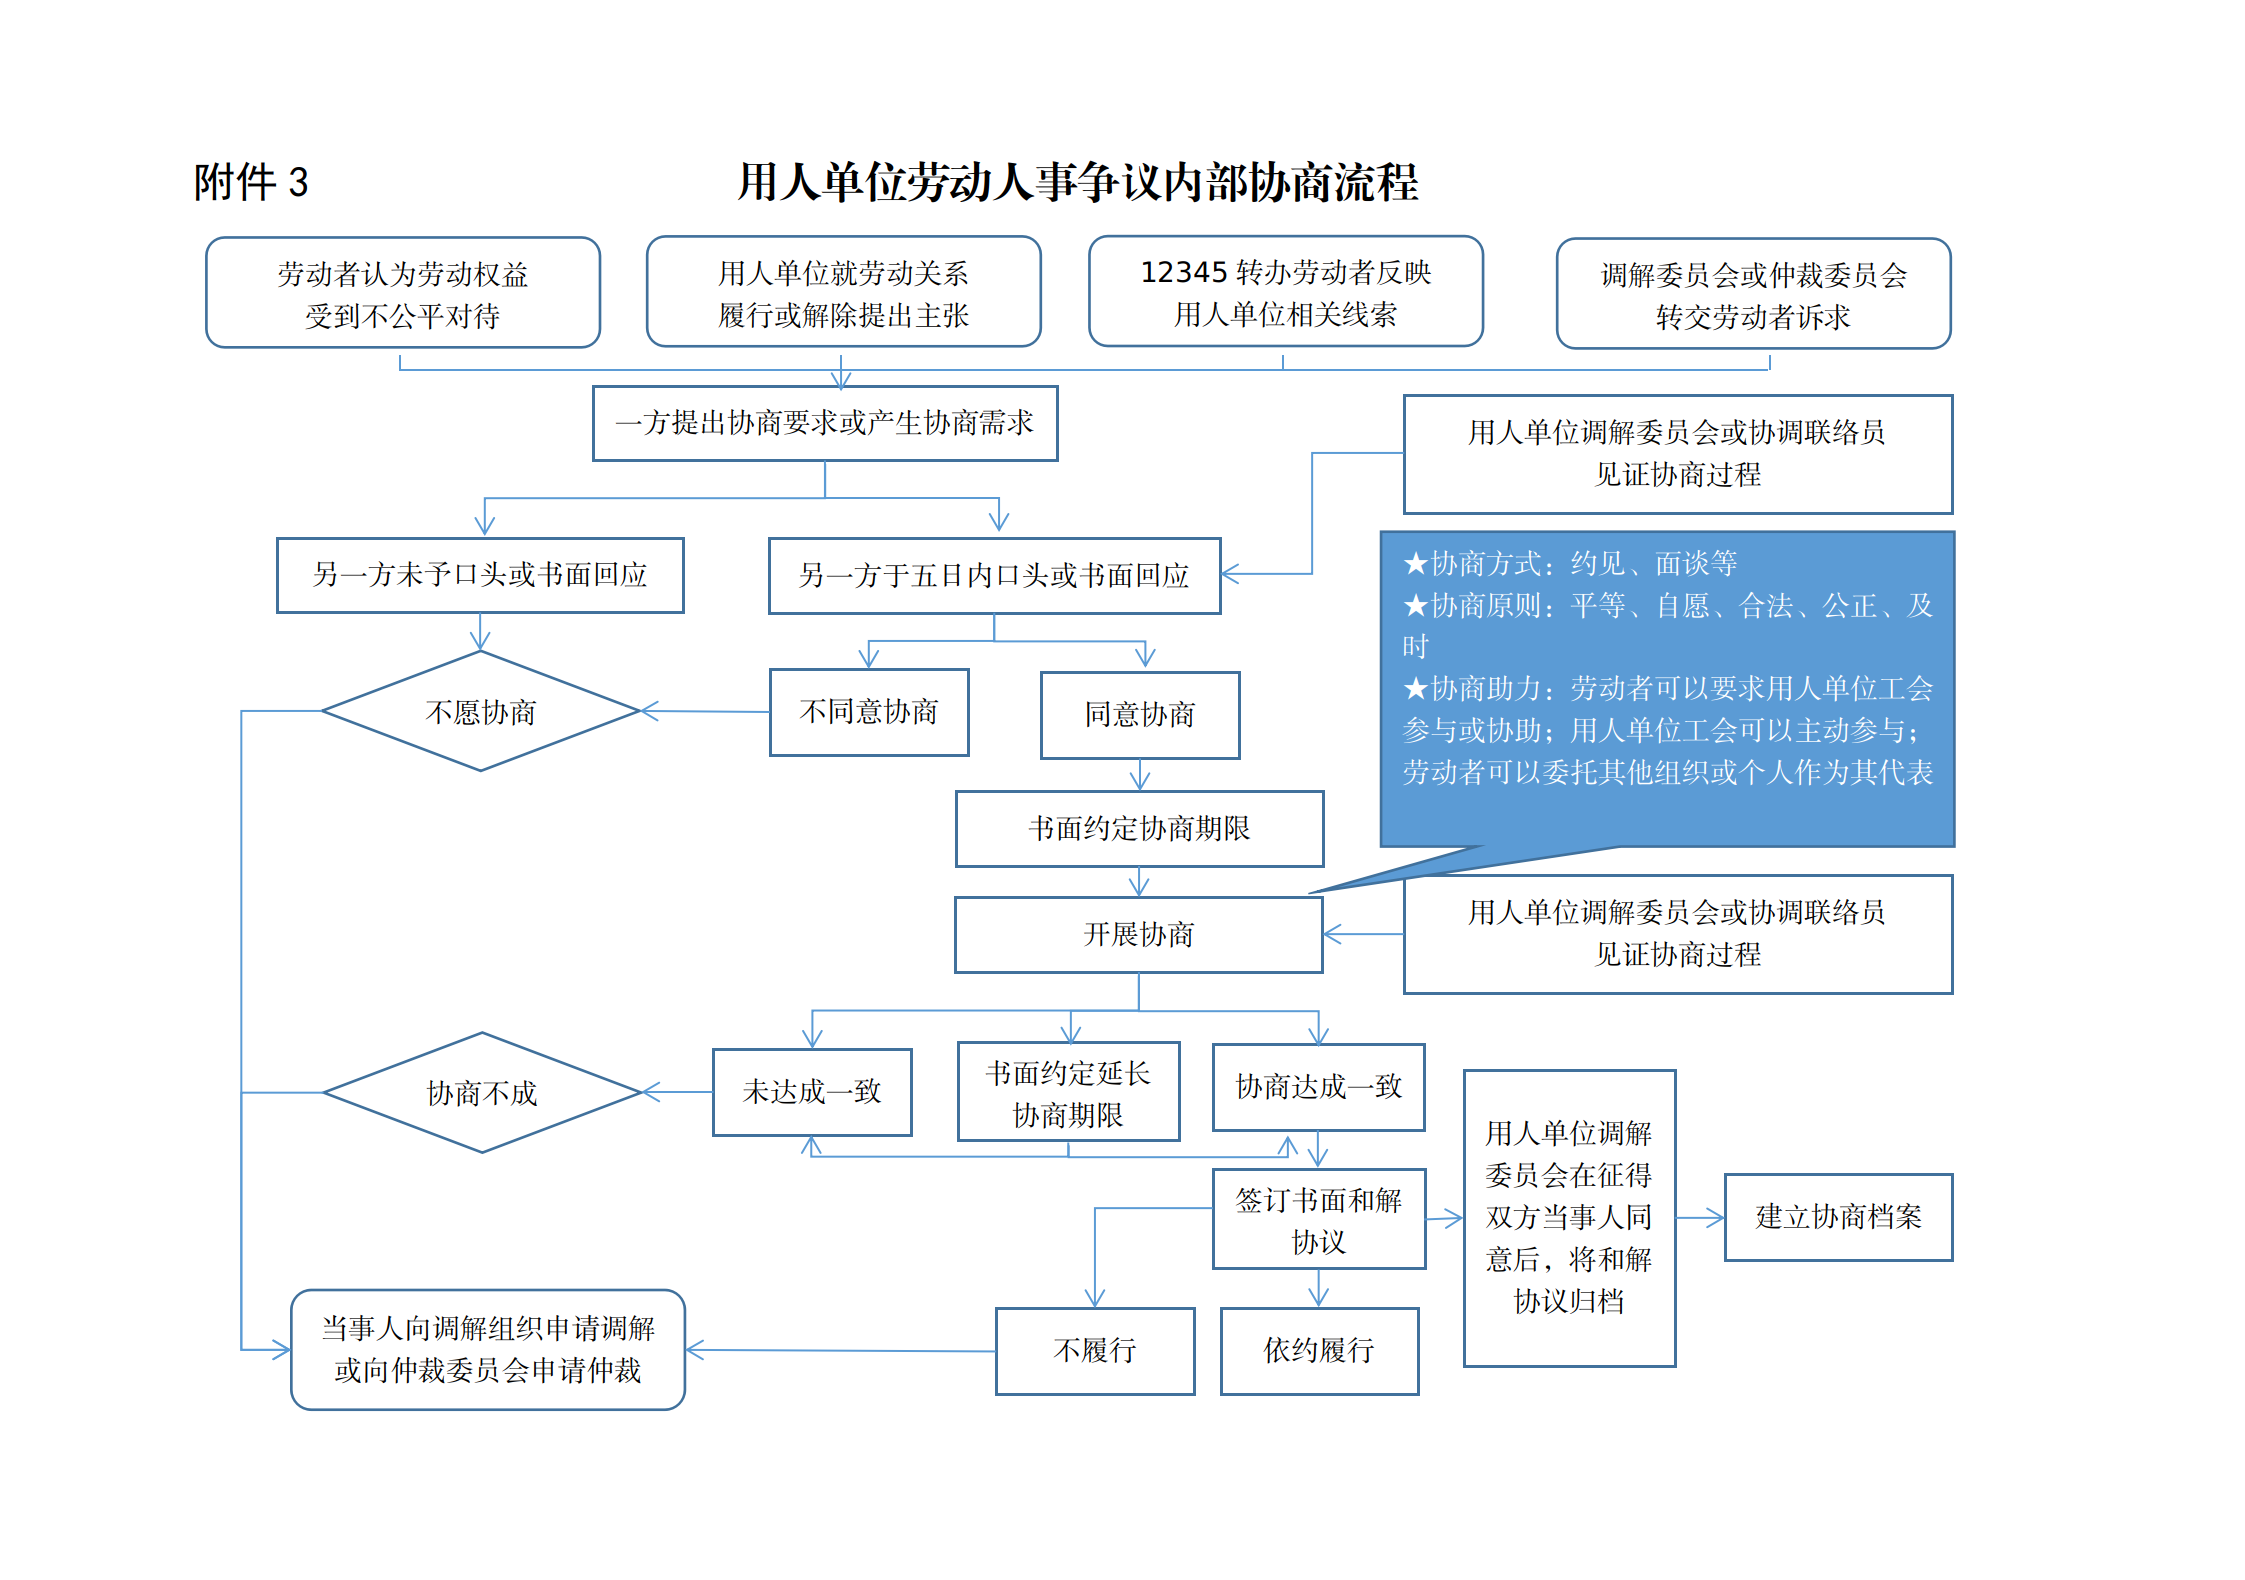 附件 3
用人单位劳动人事争议内部协商流程
劳动者认为劳动权益
受到不公平对待
用人单位就劳动关系
履行或解除提出主张
12345 转办劳动者反映
用人单位相关线索
调解委员会或仲裁委员会
转交劳动者诉求
一方提出协商要求或产生协商需求
用人单位调解委员会或协调联络员
见证协商过程
另一方未予口头或书面回应
另一方于五日内口头或书面回应
★协商方式：约见、面谈等
★协商原则：平等、自愿、合法、公正、及
时
★协商助力：劳动者可以要求用人单位工会
参与或协助；用人单位工会可以主动参与；
劳动者可以委托其他组织或个人作为其代表
不愿协商
不同意协商
同意协商
书面约定协商期限
开展协商
用人单位调解委员会或协调联络员
见证协商过程
协商不成
未达成一致
书面约定延长
协商期限
协商达成一致
签订书面和解
协议
用人单位调解
委员会在征得
双方当事人同
意后，将和解
协议归档
建立协商档案
当事人向调解组织申请调解
或向仲裁委员会申请仲裁
不履行
依约履行